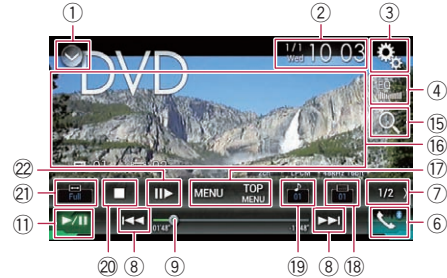 ① ② ③
1/1
Wed 10 03
DVD
④
EQ
⑮
⑯
㉒ ⑰
Full
MENU TOP MENU
01
01
1/2
㉑ ⑦
⑪ ⑥
01'48"
⑳ ⑧ ⑨ ⑲ ⑧ ⑱